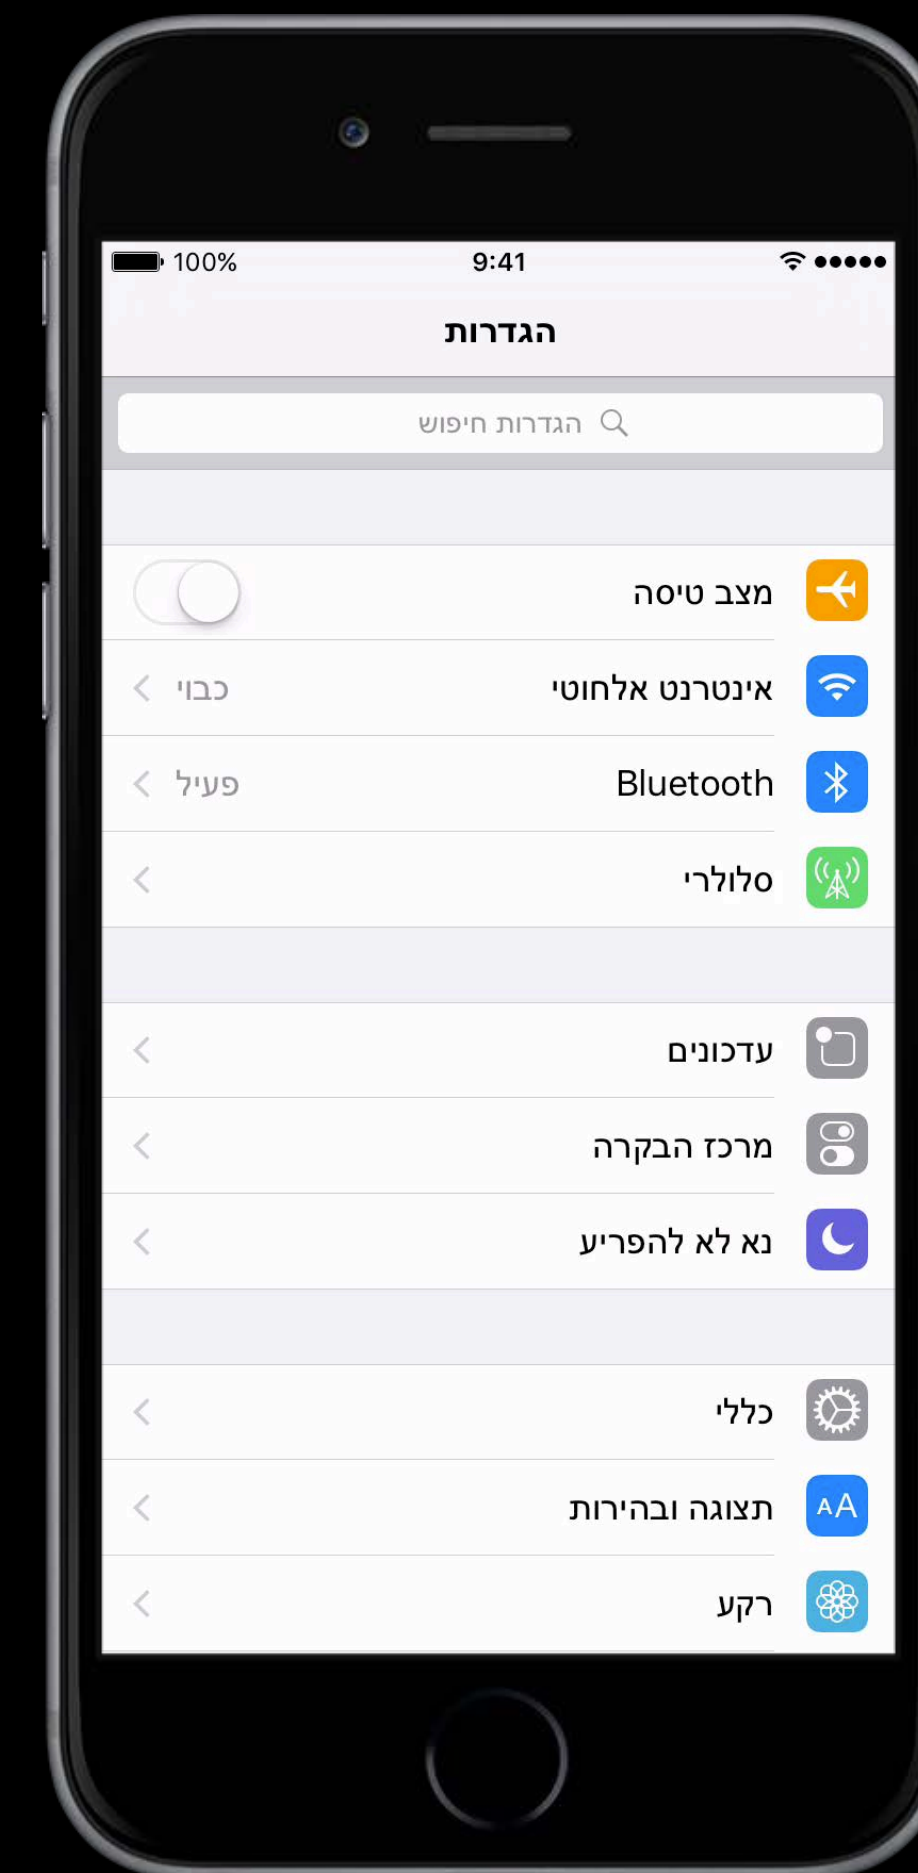 100% 9:41
הגדרות
הגדרות חיפוש
מצב טיסה
אינטרנט אלחוטי כבוי
Bluetooth פעיל
סלולרי
עדכונים
מרכז הבקרה
נא לא להפריע
כללי
AA תצוגה ובהירות
רקע